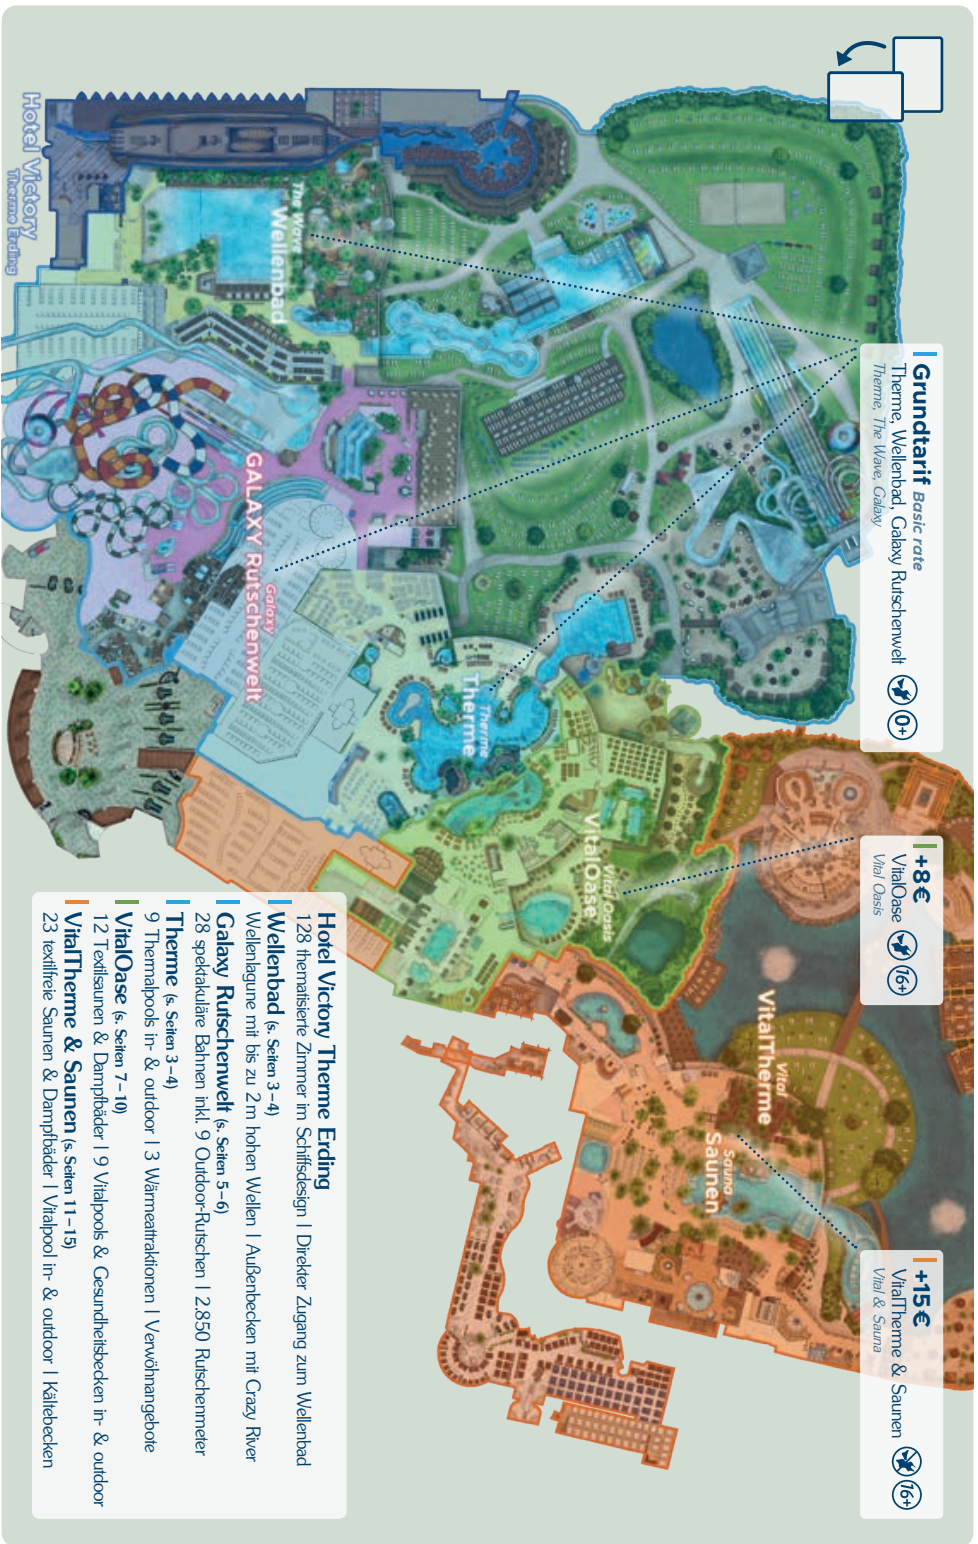 Grundtarif Basic rate
Therme, Wellenbad, Galaxy Rutschenwelt
Therme, The Wave, Galaxy
0+
+8€
VitalOase
Vital Oasis
16+
+15€
VitalTherme & Saunen
Vital & Sauna
16+
Hotel Victory
Therme Erding
The Wave
Wellenbad
GALAXY Rutschenwelt
Galaxy
Therme
Therme
Vital Oasis
VitalOase
Vital
VitalTherme
Sauna
Saunen
Hotel Victory Therme Erding
128 thematisierte Zimmer im Schiffsdesign | Direkter Zugang zum Wellenbad
Wellenbad (s. Seiten 3–4)
Wellenlagune mit bis zu 2m hohen Wellen | Außenbecken mit Crazy River
Galaxy Rutschenwelt (s. Seiten 5–6)
28 spektakuläre Bahnen inkl. 9 Outdoor-Rutschen | 2.850 Rutschenmeter
Therme (s. Seiten 3–4)
9 Thermalpools in- & outdoor | 3 Wärmeattraktionen | Verwöhnangebote
VitalOase (s. Seiten 7–10)
12 Textilsaunen & Dampfbäder | 9 Vitalpools & Gesundheitsbecken in- & outdoor
VitalTherme & Saunen (s. Seiten 11–15)
23 textilfreie Saunen & Dampfbäder | Vitalpool in- & outdoor | Kältebecken